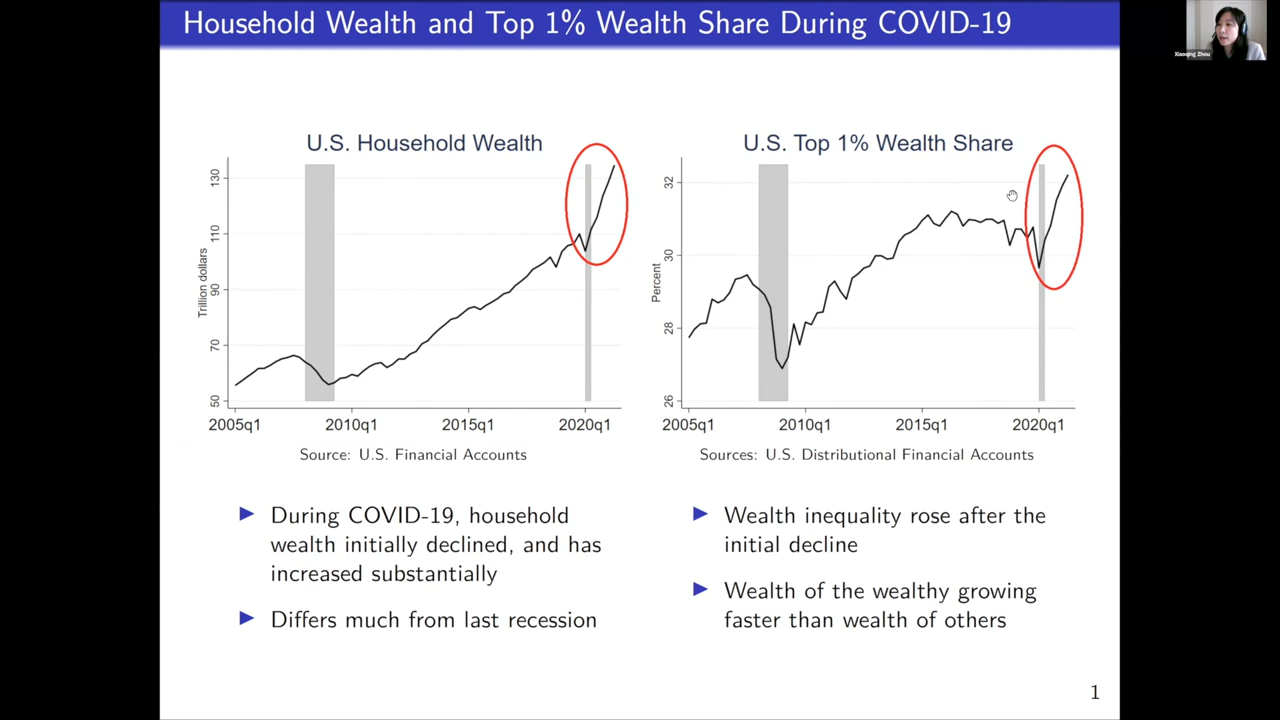 Household Wealth and Top 1% Wealth Share During COVID-19
Xiaoqing Zhou
U.S. Household Wealth
Trillion dollars
130
110
90
70
50
2005q1 2010q1 2015q1 2020q1
Source: U.S. Financial Accounts
U.S. Top 1% Wealth Share
Percent
32
30
28
26
2005q1 2010q1 2015q1 2020q1
Sources: U.S. Distributional Financial Accounts
During COVID-19, household
wealth initially declined, and has
increased substantially
Differs much from last recession
Wealth inequality rose after the
initial decline
Wealth of the wealthy growing
faster than wealth of others
1